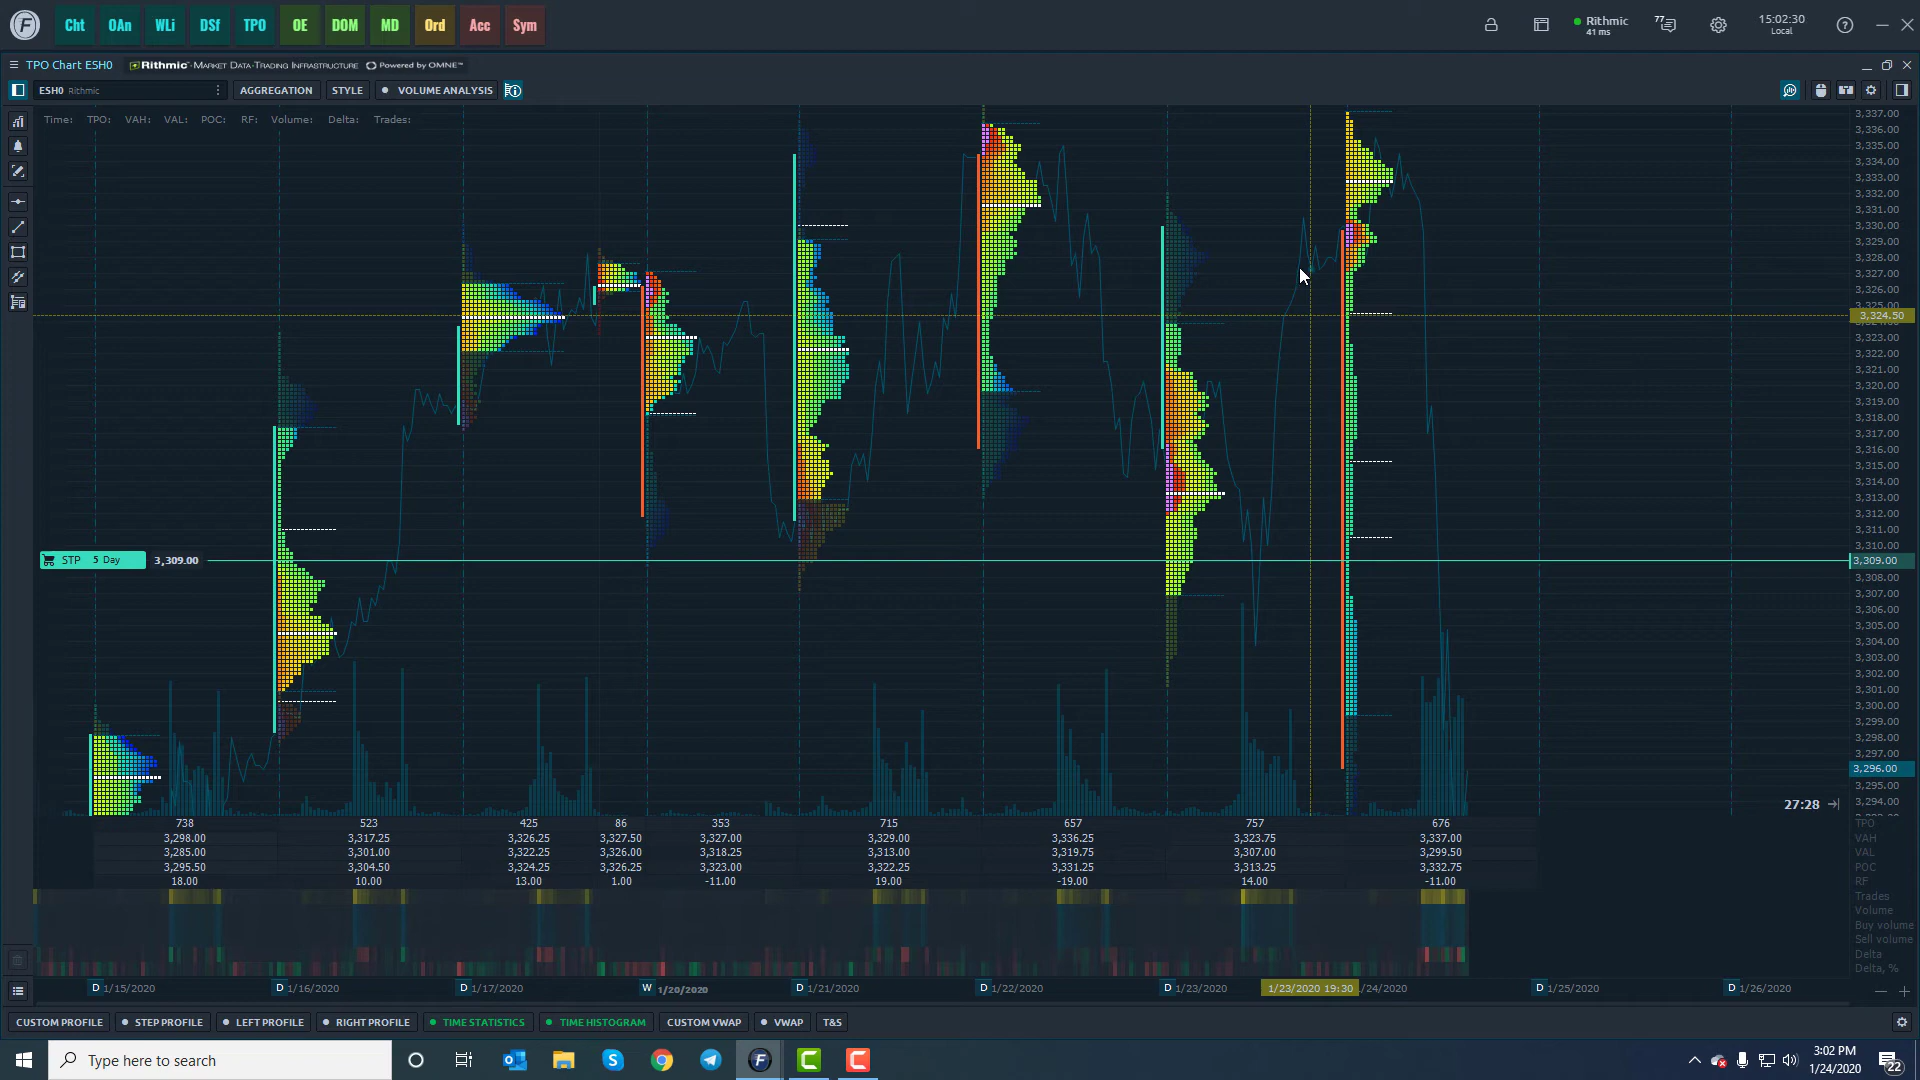 F Cht OAn WLi DSf TPO OE DOM MD Ord Acc Sym
Rithmic
41 ms
77
15:02:30
Local
TPO Chart ESH0 Rithmic - MARKET DATA-TRADING INFRASTRUCTURE Powered by OMNE™
ESH0 Rithmic AGGREGATION STYLE VOLUME ANALYSIS
Time: TPO: VAH: VAL: POC: RF: Volume: Delta: Trades:
3,337.00
3,336.00
3,335.00
3,334.00
3,333.00
3,332.00
3,331.00
3,330.00
3,329.00
3,328.00
3,327.00
3,325.00
3,324.50
3,323.00
3,322.00
3,321.00
3,320.00
3,319.00
3,318.00
3,317.00
3,316.00
3,315.00
3,314.00
3,313.00
3,312.00
3,311.00
3,310.00
STP 5 Day 3,309.00
3,309.00
3,308.00
3,307.00
3,306.00
3,305.00
3,304.00
3,303.00
3,302.00
3,301.00
3,300.00
3,299.00
3,298.00
3,297.00
3,296.00
3,295.00
3,294.00
27:28
738 523 425 86 353 715 657 757 676 TPO
3,298.00 3,317.25 3,326.25 3,327.50 3,327.00 3,329.00 3,336.25 3,323.75 3,337.00 VAH
3,285.00 3,301.00 3,322.25 3,326.00 3,318.25 3,313.00 3,319.75 3,307.00 3,299.50 VAL
3,295.50 3,304.50 3,324.25 3,326.25 3,323.00 3,322.25 3,331.25 3,313.25 3,332.75 POC
18.00 10.00 13.00 1.00 -11.00 19.00 -19.00 14.00 -11.00 RF
Trades
Volume
Buy volume
Sell volume
Delta
Delta, %
D 1/15/2020 D 1/16/2020 D 1/17/2020 W 1/20/2020 D 1/21/2020 D 1/22/2020 D 1/23/2020 1/23/2020 19:30 /24/2020 D 1/25/2020 D 1/26/2020
CUSTOM PROFILE STEP PROFILE LEFT PROFILE RIGHT PROFILE TIME STATISTICS TIME HISTOGRAM CUSTOM VWAP VWAP T&S
Type here to search
3:02 PM
1/24/2020
22